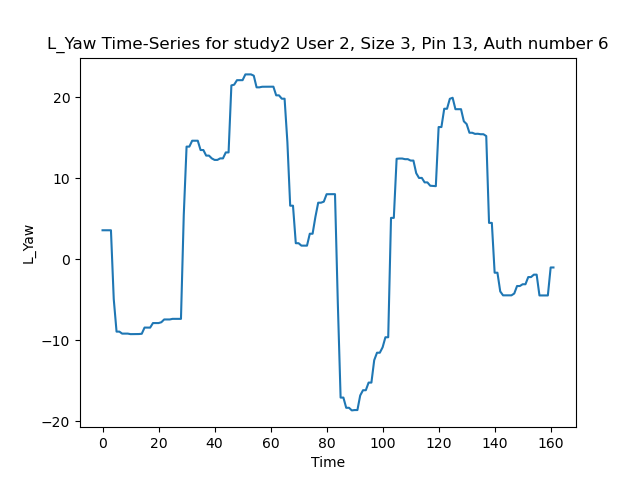 L_Yaw Time-Series for study2 User 2, Size 3, Pin 13, Auth number 6
20
10
0
−10
−20
L_Yaw
0 20 40 60 80 100 120 140 160
Time